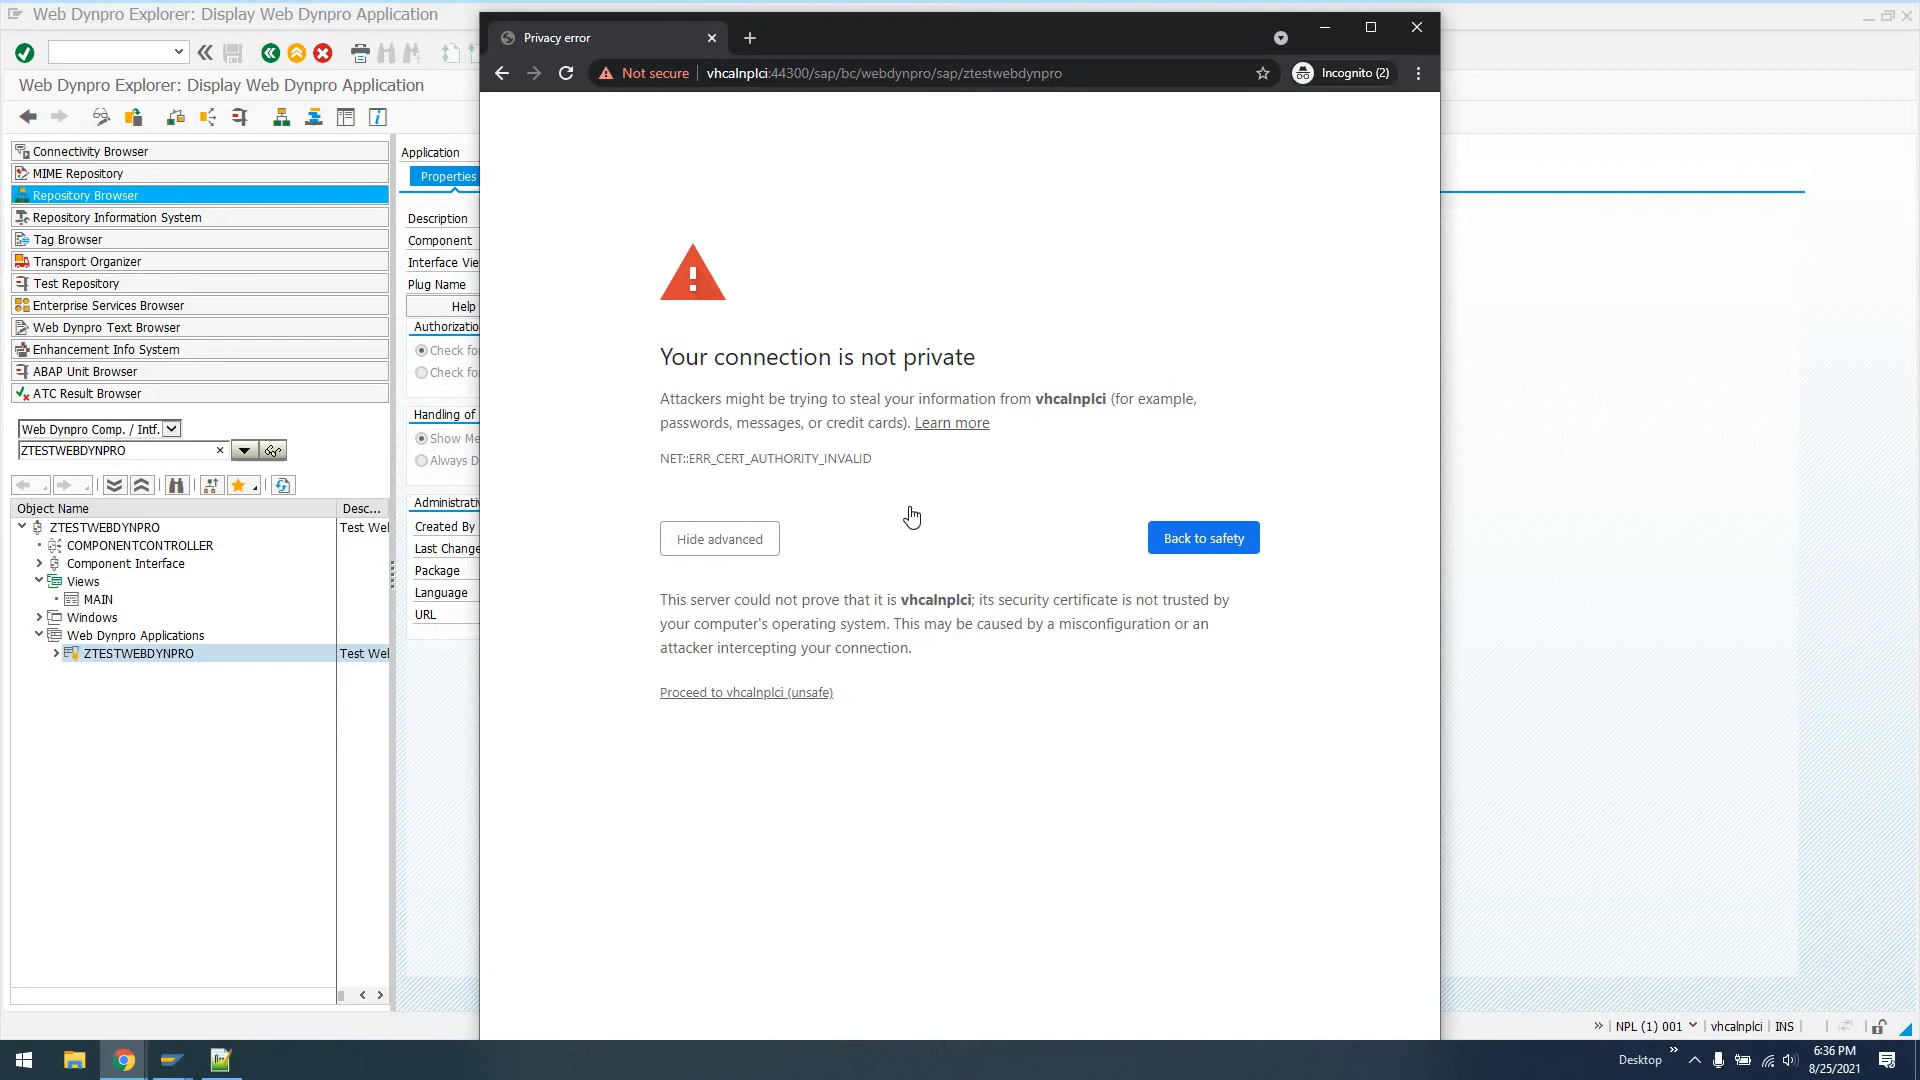 Web Dynpro Explorer: Display Web Dynpro Application
Web Dynpro Explorer: Display Web Dynpro Application
Connectivity Browser
MIME Repository
Repository Browser
Repository Information System
Tag Browser
Transport Organizer
Test Repository
Enterprise Services Browser
Web Dynpro Text Browser
Enhancement Info System
ABAP Unit Browser
ATC Result Browser
Web Dynpro Comp. / Intf.
ZTESTWEBDYNPRO
Object Name Desc...
ZTESTWEBDYNPRO Test Wel
COMPONENTCONTROLLER
Component Interface
Views
MAIN
Windows
Web Dynpro Applications
ZTESTWEBDYNPRO Test Wel
Application
Properties
Description
Component
Interface Vie
Plug Name
Help
Authorizatio
Check fo
Check fo
Handling of
Show Me
Always D
Administrativ
Created By
Last Change
Package
Language
URL
Privacy error
Not secure vhcalnplci:44300/sap/bc/webdynpro/sap/ztestwebdynpro
Incognito (2)
Your connection is not private
Attackers might be trying to steal your information from vhcalnplci (for example,
passwords, messages, or credit cards). Learn more
NET::ERR_CERT_AUTHORITY_INVALID
Hide advanced
Back to safety
This server could not prove that it is vhcalnplci; its security certificate is not trusted by
your computer's operating system. This may be caused by a misconfiguration or an
attacker intercepting your connection.
Proceed to vhcalnplci (unsafe)
NPL (1) 001 vhcalnplci INS
Desktop
6:36 PM
8/25/2021